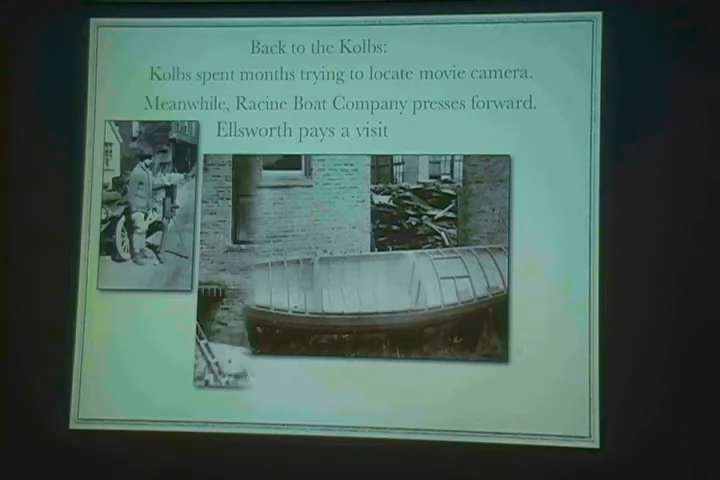 Back to the Kolbs:
Kolbs spent months trying to locate movie camera.
Meanwhile, Racine Boat Company presses forward.
Ellsworth pays a visit